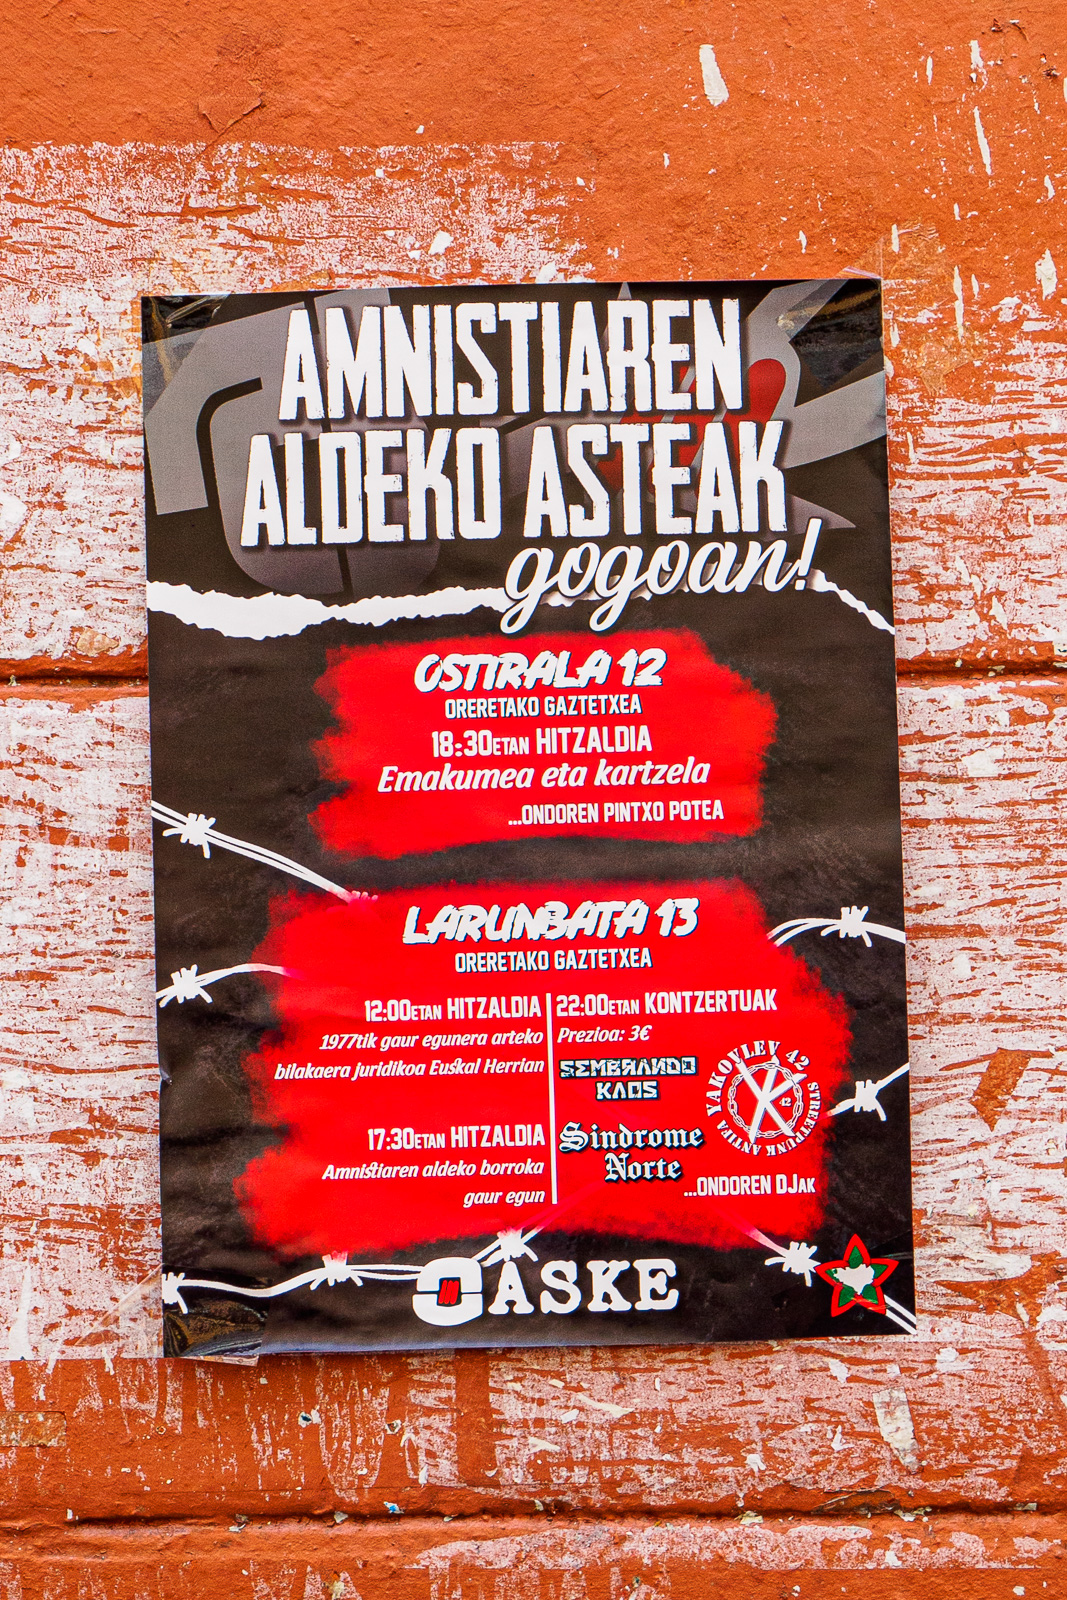 AMNISTIAREN
ALDEKO ASTEAK
gogoan!
OSTIRALA 12
ORERETAKO GAZTETXEA
18:30ETAN HITZALDIA
Emakumea eta kartzela
...ONDOREN PINTXO POTEA
LARUNBATA 13
ORERETAKO GAZTETXEA
12:00ETAN HITZALDIA
1977tik gaur egunera arteko
bilakaera juridikoa Euskal Herrian
17:30ETAN HITZALDIA
Amnistiaren aldeko borroka
gaur egun
22:00ETAN KONTZERTUAK
Prezioa: 3€
SEMBRANDO
KAOS
YAKOVLEV 42
STREETPUNK ANTIFA
Sindrome
Norte
...ONDOREN DJAK
ASKE